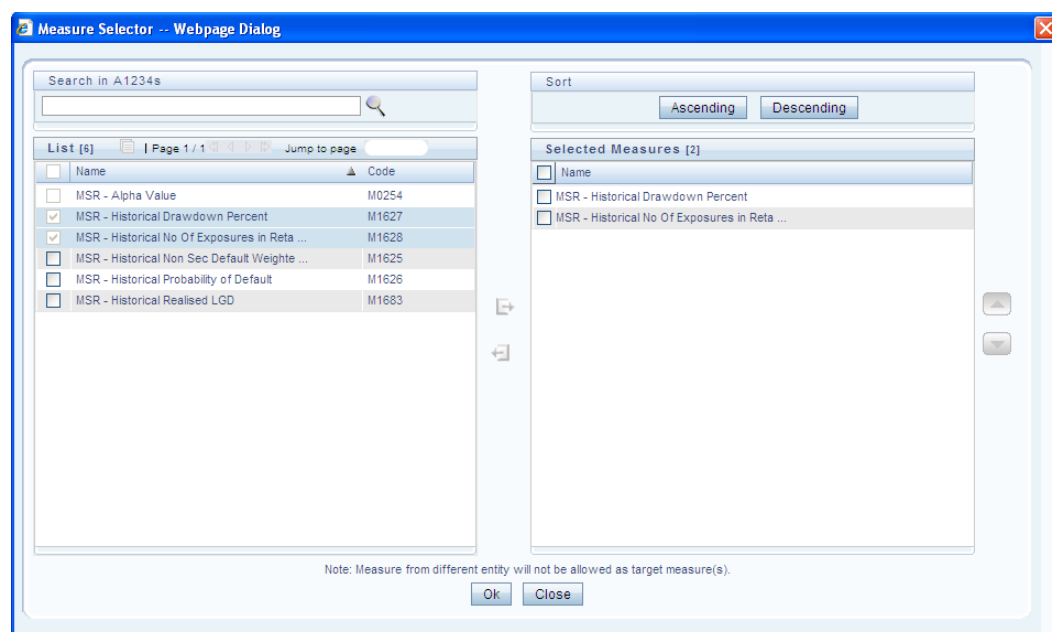 Measure Selector -- Webpage Dialog
Search in A1234s
Sort
Ascending Descending
List [6] | Page 1 / 1 Jump to page
Name Code
MSR - Alpha Value M0254
MSR - Historical Drawdown Percent M1627
MSR - Historical No Of Exposures in Reta ... M1628
MSR - Historical Non Sec Default Weighte ... M1625
MSR - Historical Probability of Default M1626
MSR - Historical Realised LGD M1683
Selected Measures [2]
Name
MSR - Historical Drawdown Percent
MSR - Historical No Of Exposures in Reta ...
Note: Measure from different entity will not be allowed as target measure(s).
Ok Close